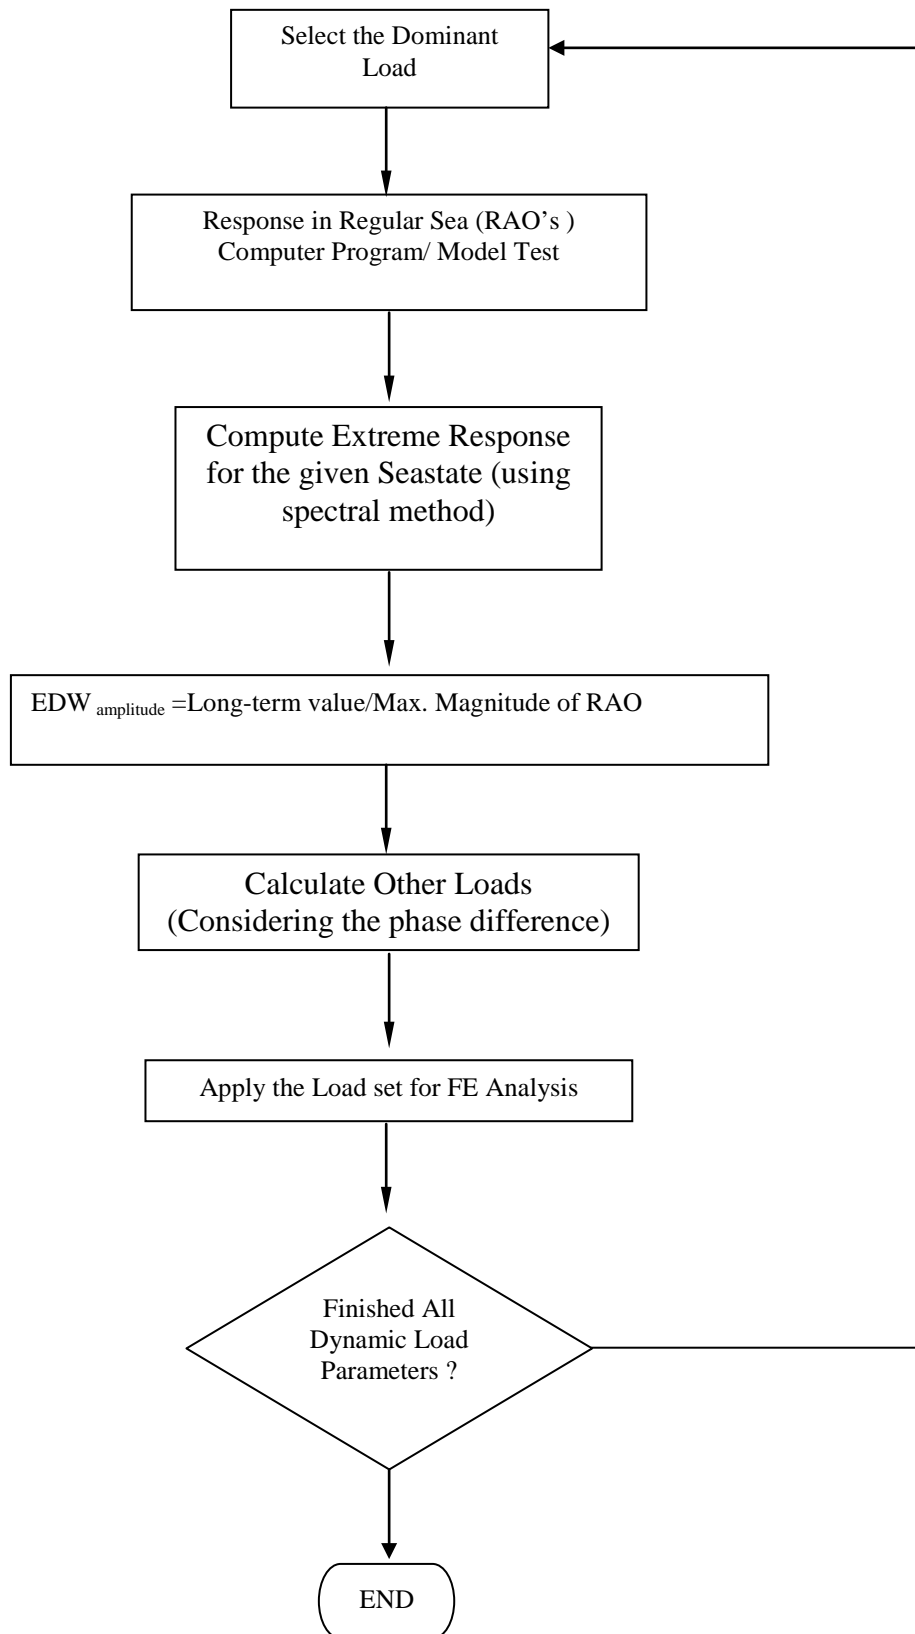 Select the Dominant
Load
Response in Regular Sea (RAO’s )
Computer Program/ Model Test
Compute Extreme Response
for the given Seastate (using
spectral method)
EDW amplitude =Long-term value/Max. Magnitude of RAO
Calculate Other Loads
(Considering the phase difference)
Apply the Load set for FE Analysis
Finished All
Dynamic Load
Parameters ?
END